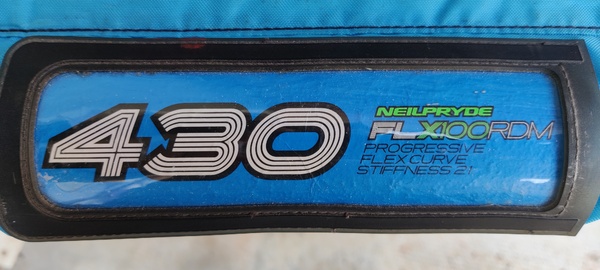 430
NEILPRYDE
FLX100RDM
PROGRESSIVE
FLEX CURVE
STIFFNESS 21